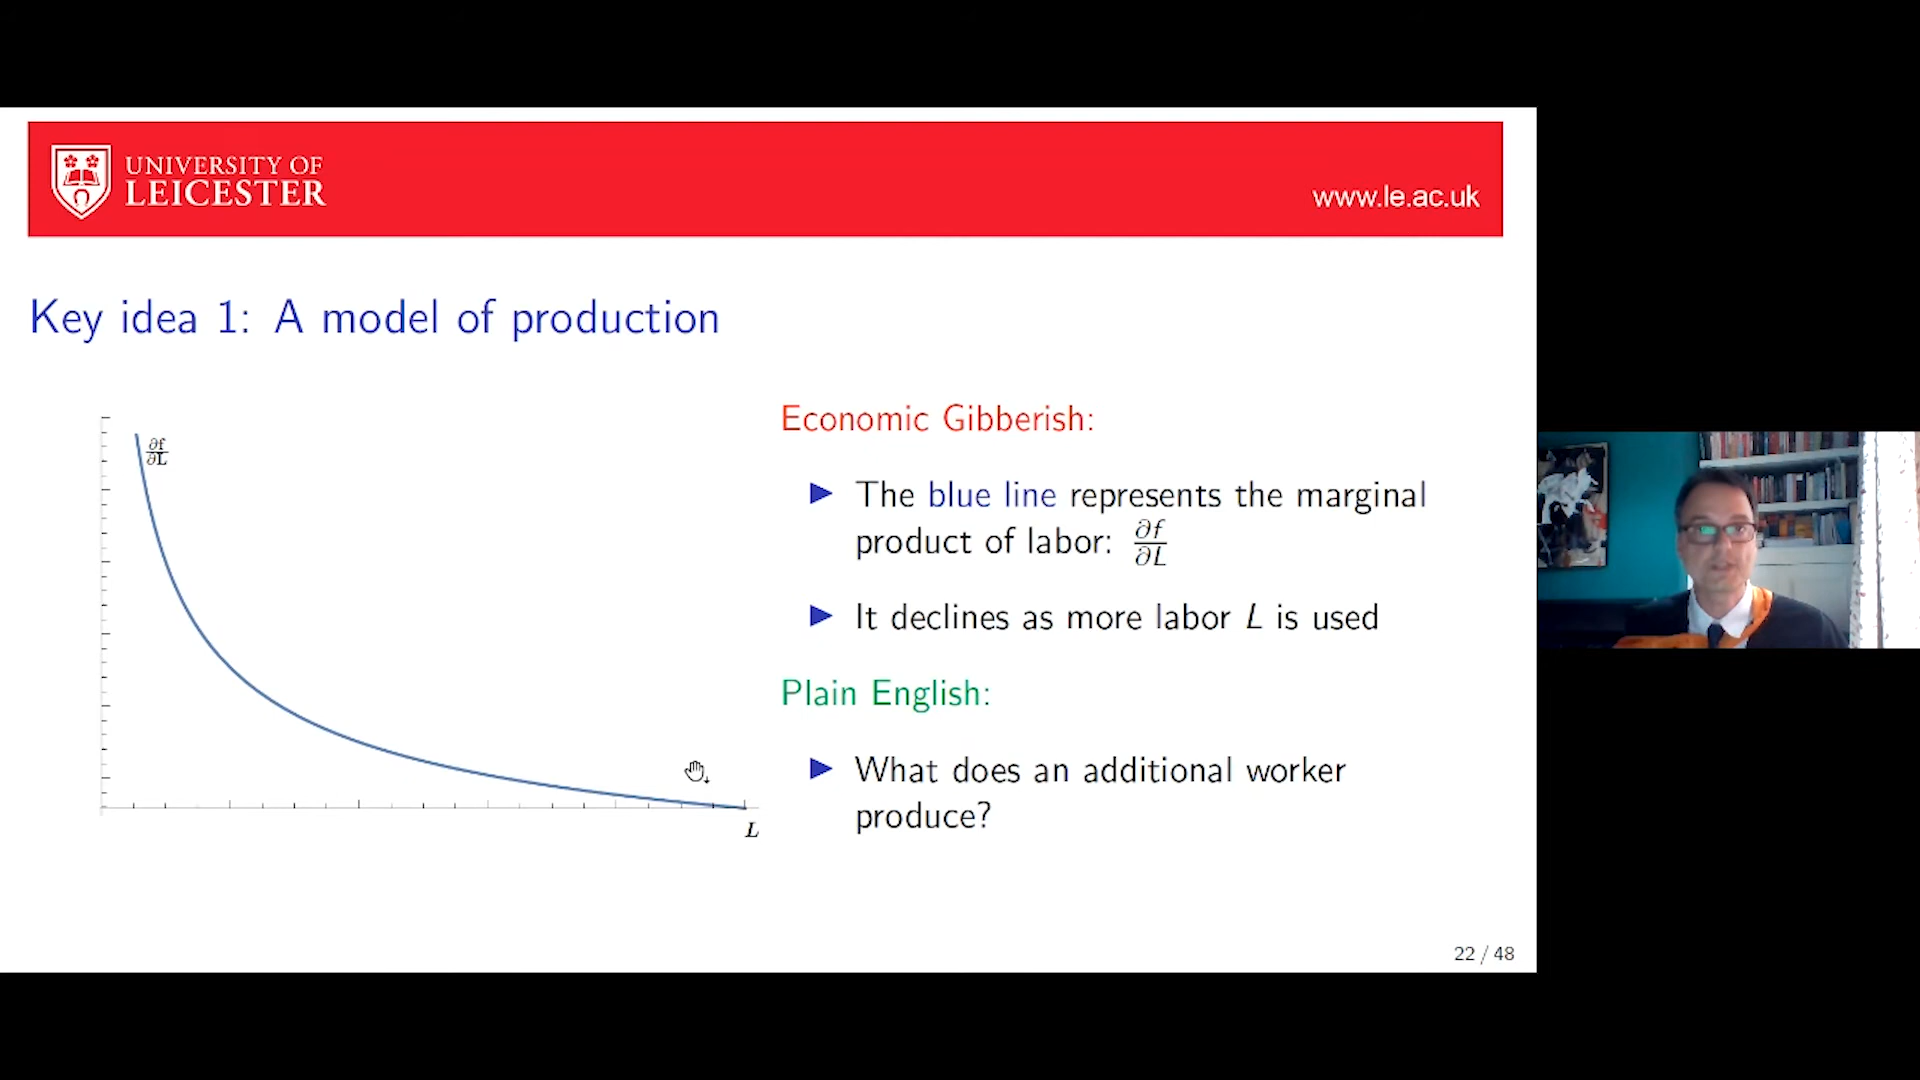 UNIVERSITY OF
LEICESTER
www.le.ac.uk
Key idea 1: A model of production
∂f
∂L
L
Economic Gibberish:
The blue line represents the marginal
product of labor: ∂f/∂L
It declines as more labor L is used
Plain English:
What does an additional worker
produce?
22 / 48